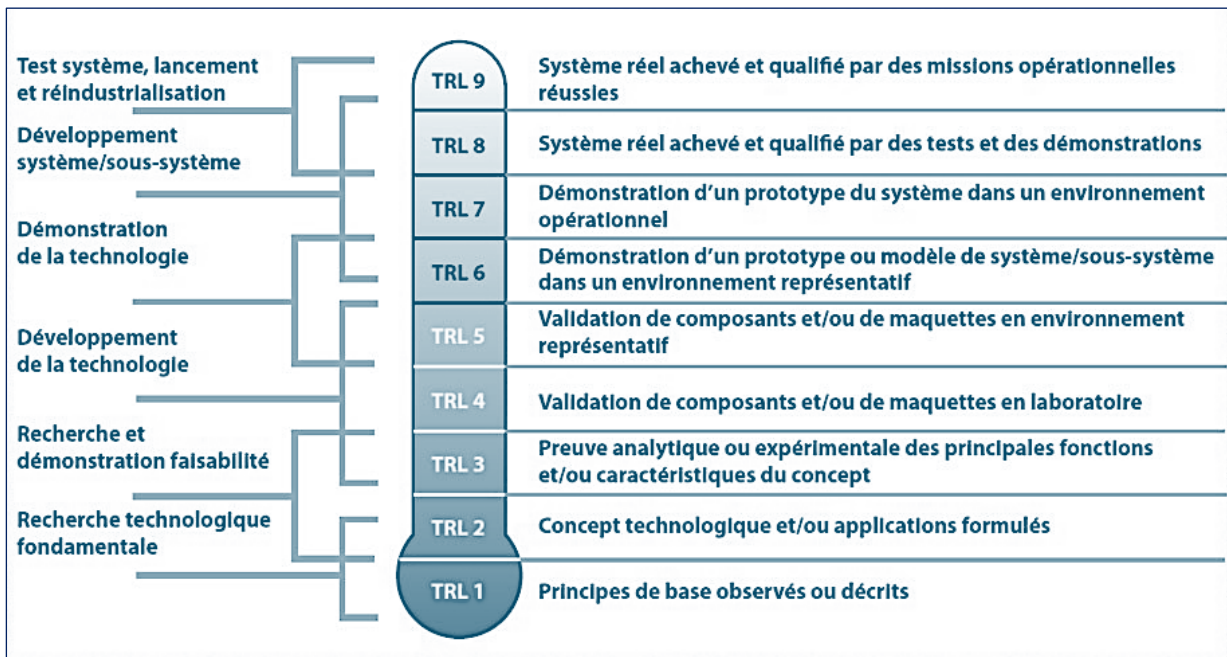 Test système, lancement
et réindustrialisation
Développement
système/sous-système
Démonstration
de la technologie
Développement
de la technologie
Recherche et
démonstration faisabilité
Recherche technologique
fondamentale
TRL 9
Système réel achevé et qualifié par des missions opérationnelles
réussies
TRL 8
Système réel achevé et qualifié par des tests et des démonstrations
TRL 7
Démonstration d’un prototype du système dans un environnement
opérationnel
TRL 6
Démonstration d’un prototype ou modèle de système/sous-système
dans un environnement représentatif
TRL 5
Validation de composants et/ou de maquettes en environnement
représentatif
TRL 4
Validation de composants et/ou de maquettes en laboratoire
TRL 3
Preuve analytique ou expérimentale des principales fonctions
et/ou caractéristiques du concept
TRL 2
Concept technologique et/ou applications formulés
TRL 1
Principes de base observés ou décrits